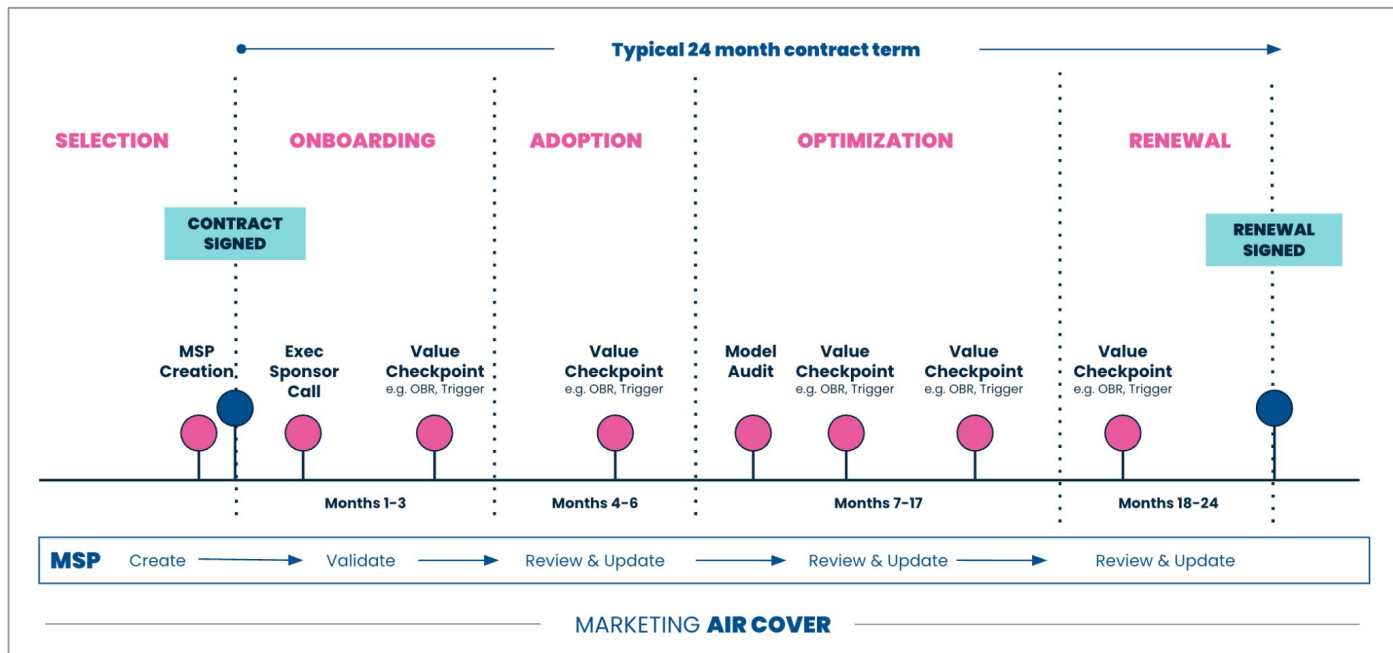 Typical 24 month contract term
SELECTION
ONBOARDING
ADOPTION
OPTIMIZATION
RENEWAL
CONTRACT
SIGNED
RENEWAL
SIGNED
MSP
Creation
Exec
Sponsor
Call
Value
Checkpoint
e.g. OBR, Trigger
Value
Checkpoint
e.g. OBR, Trigger
Model
Audit
Value
Checkpoint
e.g. OBR, Trigger
Value
Checkpoint
e.g. OBR, Trigger
Value
Checkpoint
e.g. OBR, Trigger
Months 1-3
Months 4-6
Months 7-17
Months 18-24
MSP Create Validate Review & Update Review & Update Review & Update
MARKETING AIR COVER